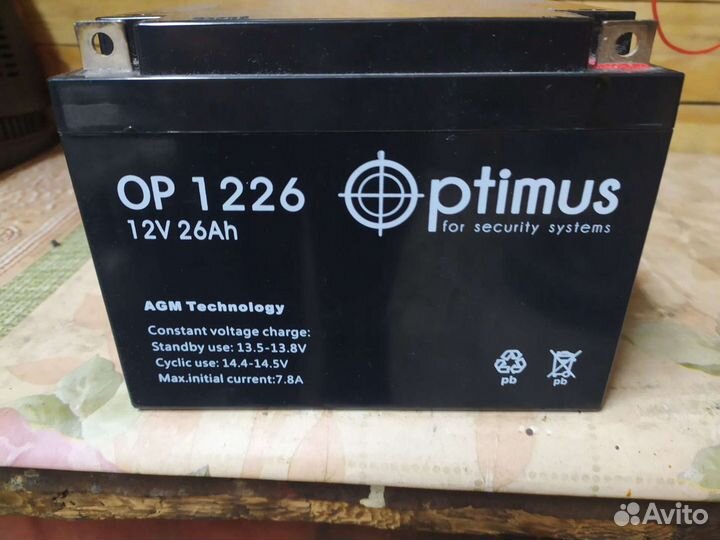 OP 1226
12V 26Ah
Optimus
for security systems
AGM Technology
Constant voltage charge:
Standby use: 13.5-13.8V
Cyclic use: 14.4-14.5V
Max.initial current:7.8A
pb
pb
Avito